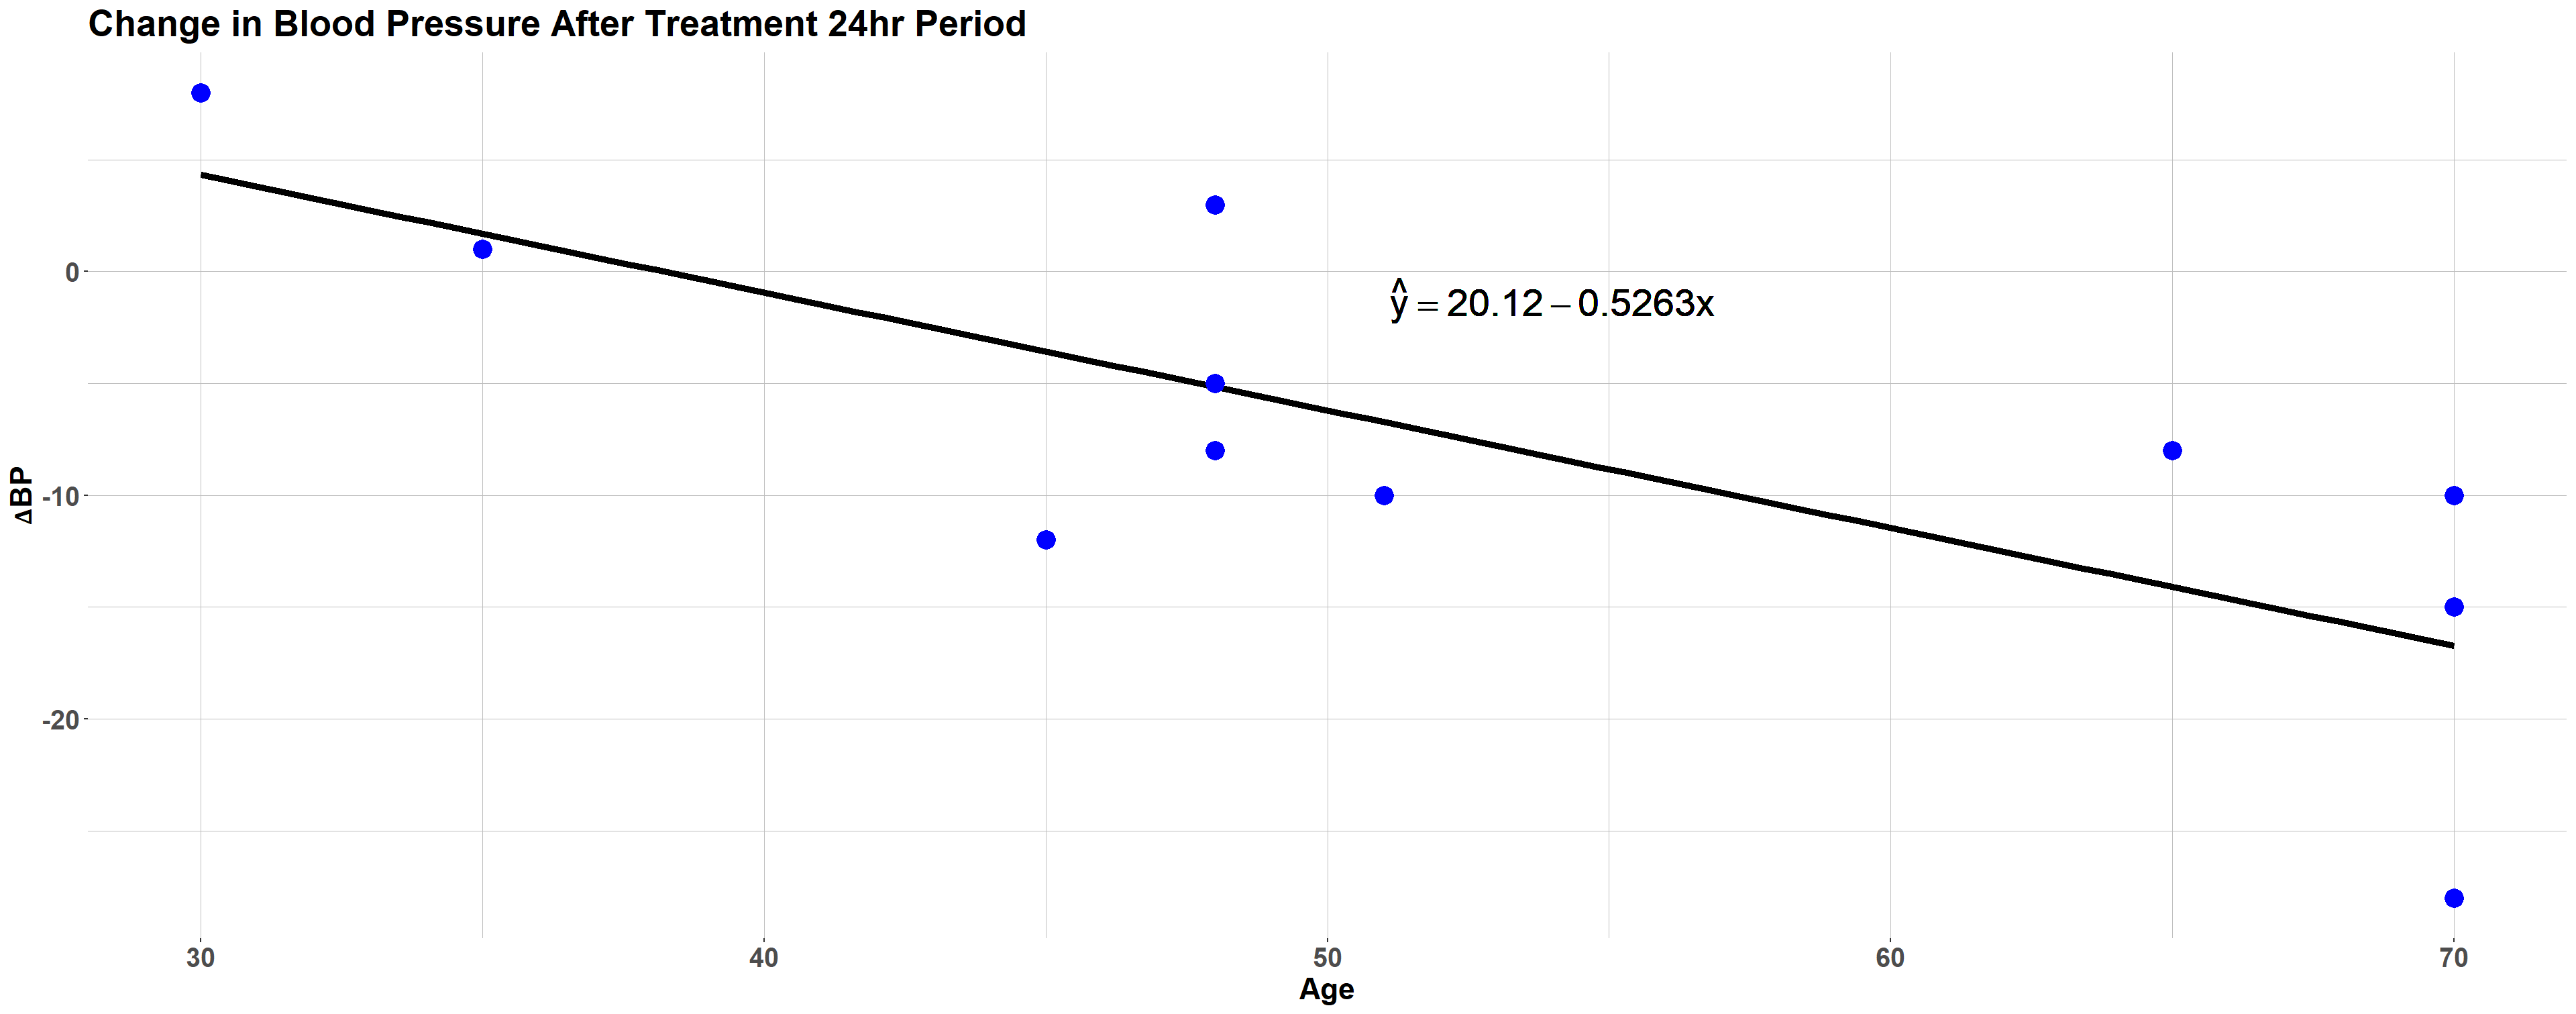 Change in Blood Pressure After Treatment 24hr Period
ŷ = 20.12 − 0.5263x
ΔBP
0
-10
-20
30 40 50 60 70
Age